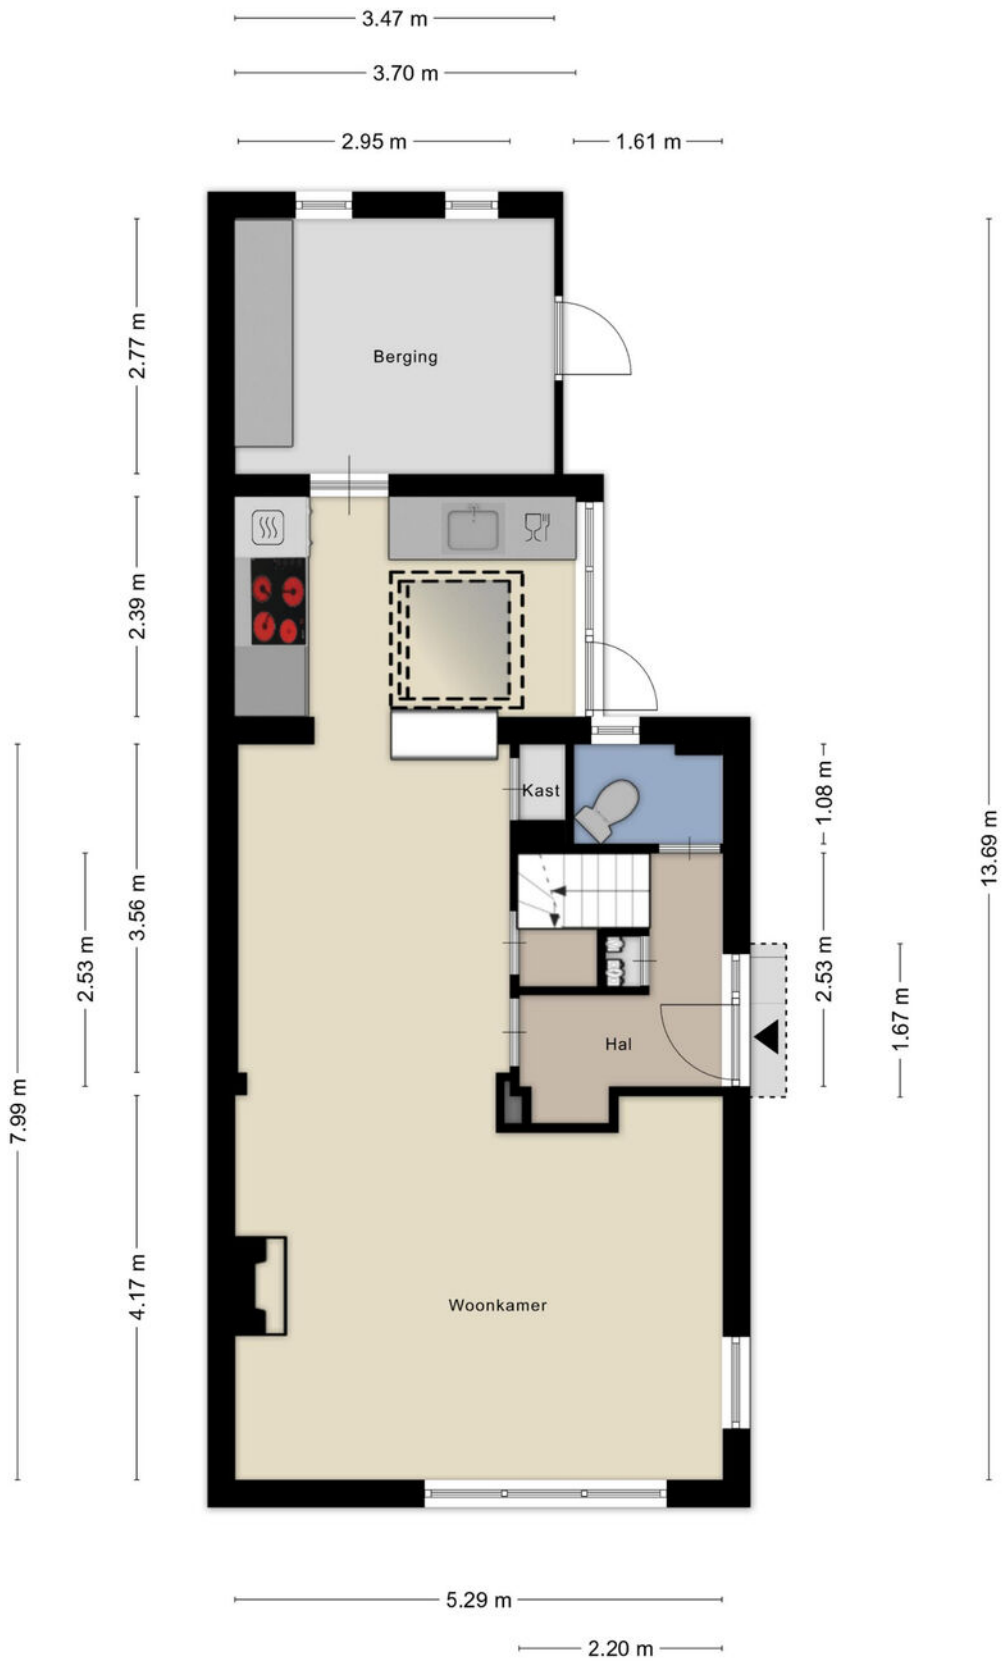 3.47 m
3.70 m
2.95 m
1.61 m
2.77 m
Berging
2.39 m
Kast
1.08 m
3.56 m
2.53 m
2.53 m
13.69 m
1.67 m
Hal
7.99 m
4.17 m
Woonkamer
5.29 m
2.20 m